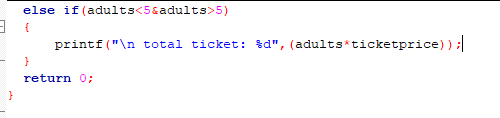 else if(adults<5&adults>5)
{
printf("\n total ticket: %d",(adults*ticketprice));
}
return 0;
}